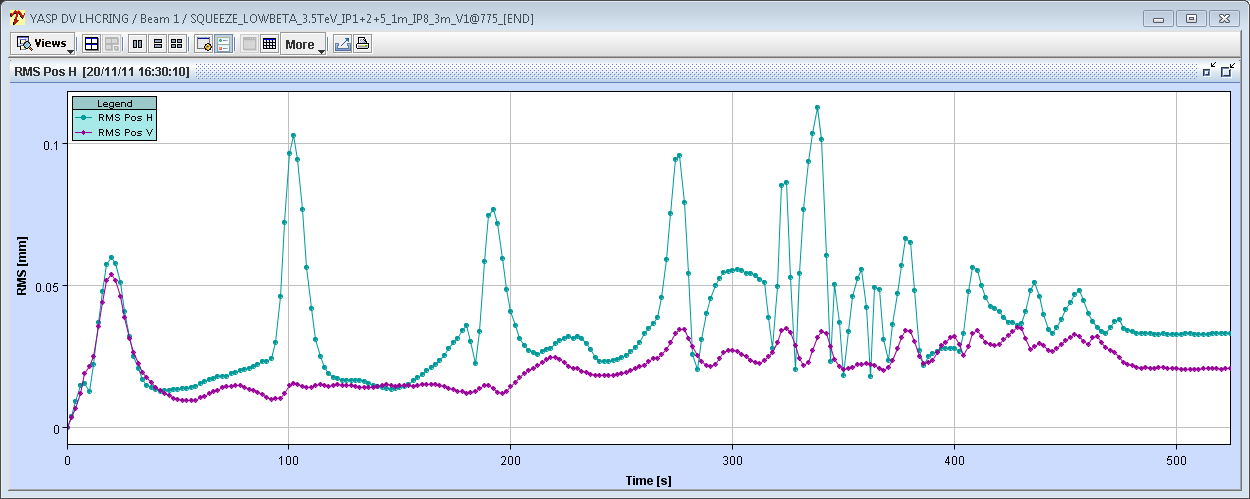 YASP DV LHCRING / Beam 1 / SQUEEZE_LOWBETA_3.5TeV_IP1+2+5_1m_IP8_3m_V1@775_[END]
Views
More
RMS Pos H [20/11/11 16:30:10]
Legend
RMS Pos H
RMS Pos V
0.1
0.05
0
RMS [mm]
0 100 200 300 400 500
Time [s]